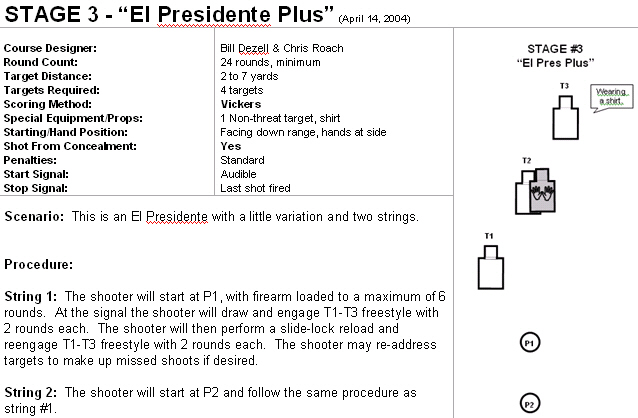 STAGE 3 - “El Presidente Plus” (April 14, 2004)
Course Designer: Bill Dezell & Chris Roach
Round Count: 24 rounds, minimum
Target Distance: 2 to 7 yards
Targets Required: 4 targets
Scoring Method: Vickers
Special Equipment/Props: 1 Non-threat target, shirt
Starting/Hand Position: Facing down range, hands at side
Shot From Concealment: Yes
Penalties: Standard
Start Signal: Audible
Stop Signal: Last shot fired
Scenario: This is an El Presidente with a little variation and two strings.
Procedure:
String 1: The shooter will start at P1, with firearm loaded to a maximum of 6
rounds. At the signal the shooter will draw and engage T1-T3 freestyle with
2 rounds each. The shooter will then perform a slide-lock reload and
reengage T1-T3 freestyle with 2 rounds each. The shooter may re-address
targets to make up missed shoots if desired.
String 2: The shooter will start at P2 and follow the same procedure as
string #1.
STAGE #3
“El Pres Plus”
T3
Wearing
a shirt.
T2
T1
P1
P2